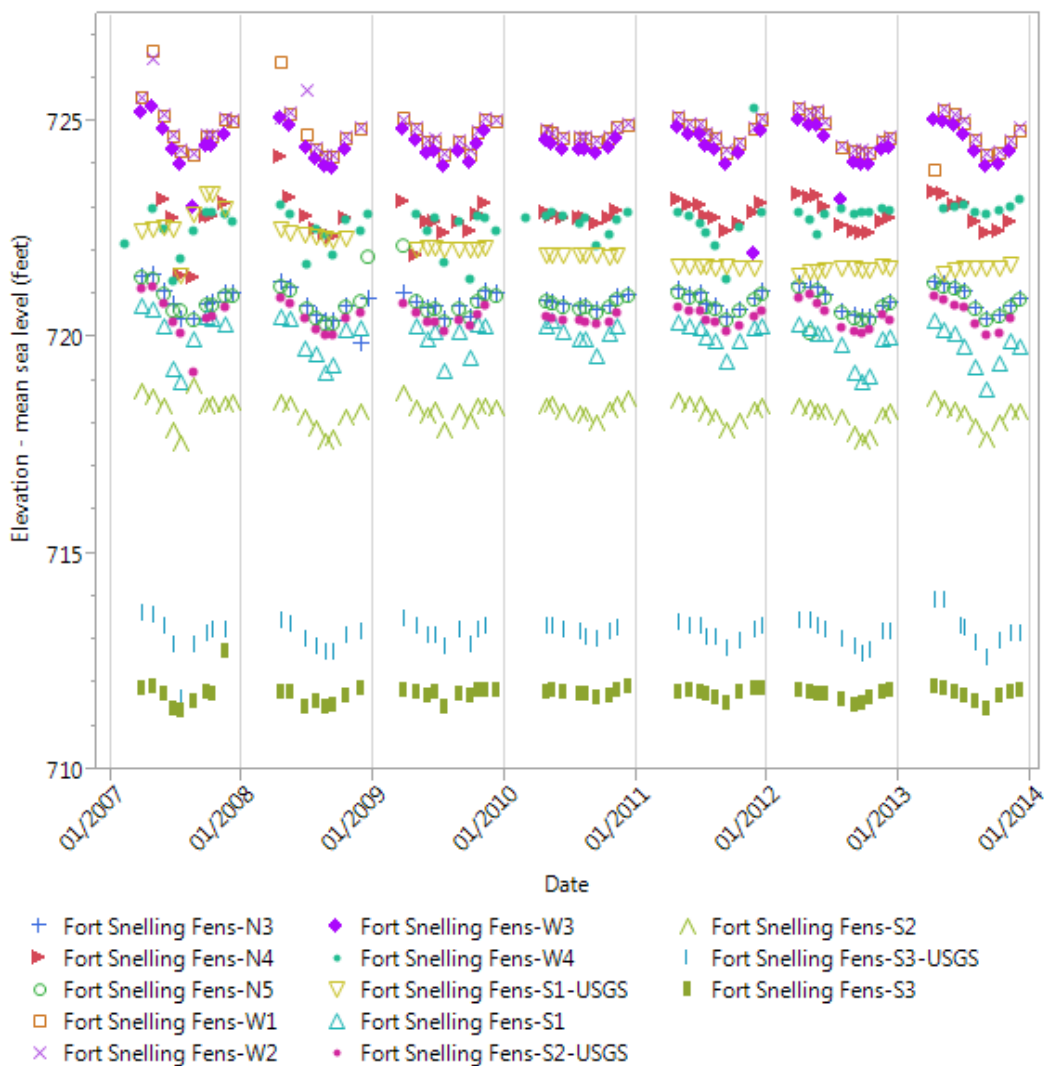 725
720
715
710
Elevation - mean sea level (feet)
01/2007
01/2008
01/2009
01/2010
01/2011
01/2012
01/2013
01/2014
Date
Fort Snelling Fens-N3
Fort Snelling Fens-W3
Fort Snelling Fens-S2
Fort Snelling Fens-N4
Fort Snelling Fens-W4
Fort Snelling Fens-S3-USGS
Fort Snelling Fens-N5
Fort Snelling Fens-S1-USGS
Fort Snelling Fens-S3
Fort Snelling Fens-W1
Fort Snelling Fens-S1
Fort Snelling Fens-W2
Fort Snelling Fens-S2-USGS